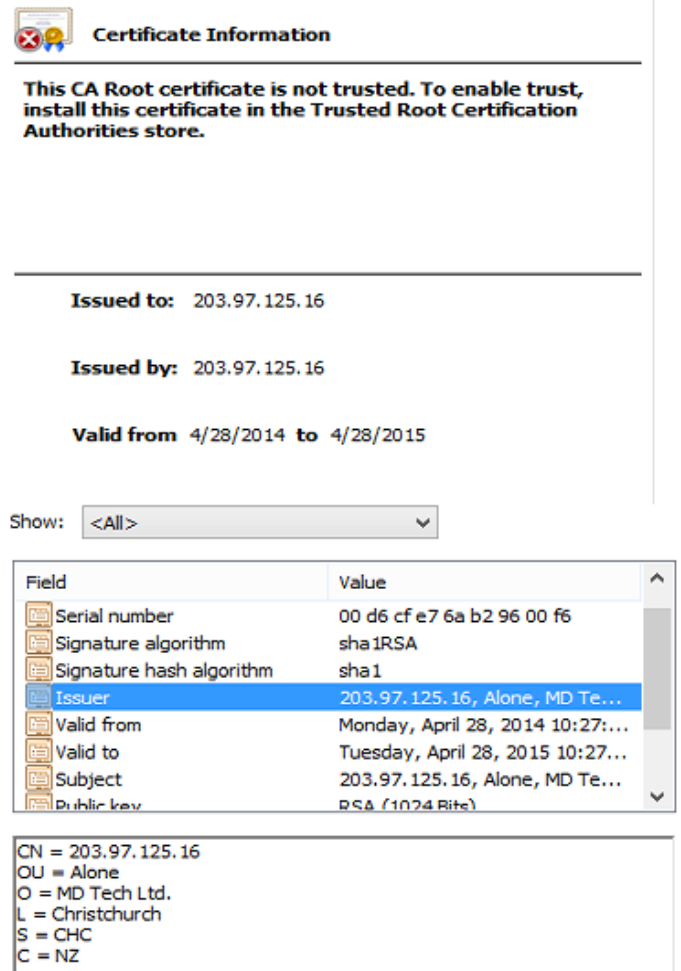 Certificate Information
This CA Root certificate is not trusted. To enable trust,
install this certificate in the Trusted Root Certification
Authorities store.
Issued to: 203.97.125.16
Issued by: 203.97.125.16
Valid from 4/28/2014 to 4/28/2015
Show: <All>
Field Value
Serial number 00 d6 cf e7 6a b2 96 00 f6
Signature algorithm sha1RSA
Signature hash algorithm sha1
Issuer 203.97.125.16, Alone, MD Te...
Valid from Monday, April 28, 2014 10:27:...
Valid to Tuesday, April 28, 2015 10:27...
Subject 203.97.125.16, Alone, MD Te...
Public key RSA (1024 Bits)
CN = 203.97.125.16
OU = Alone
O = MD Tech Ltd.
L = Christchurch
S = CHC
C = NZ